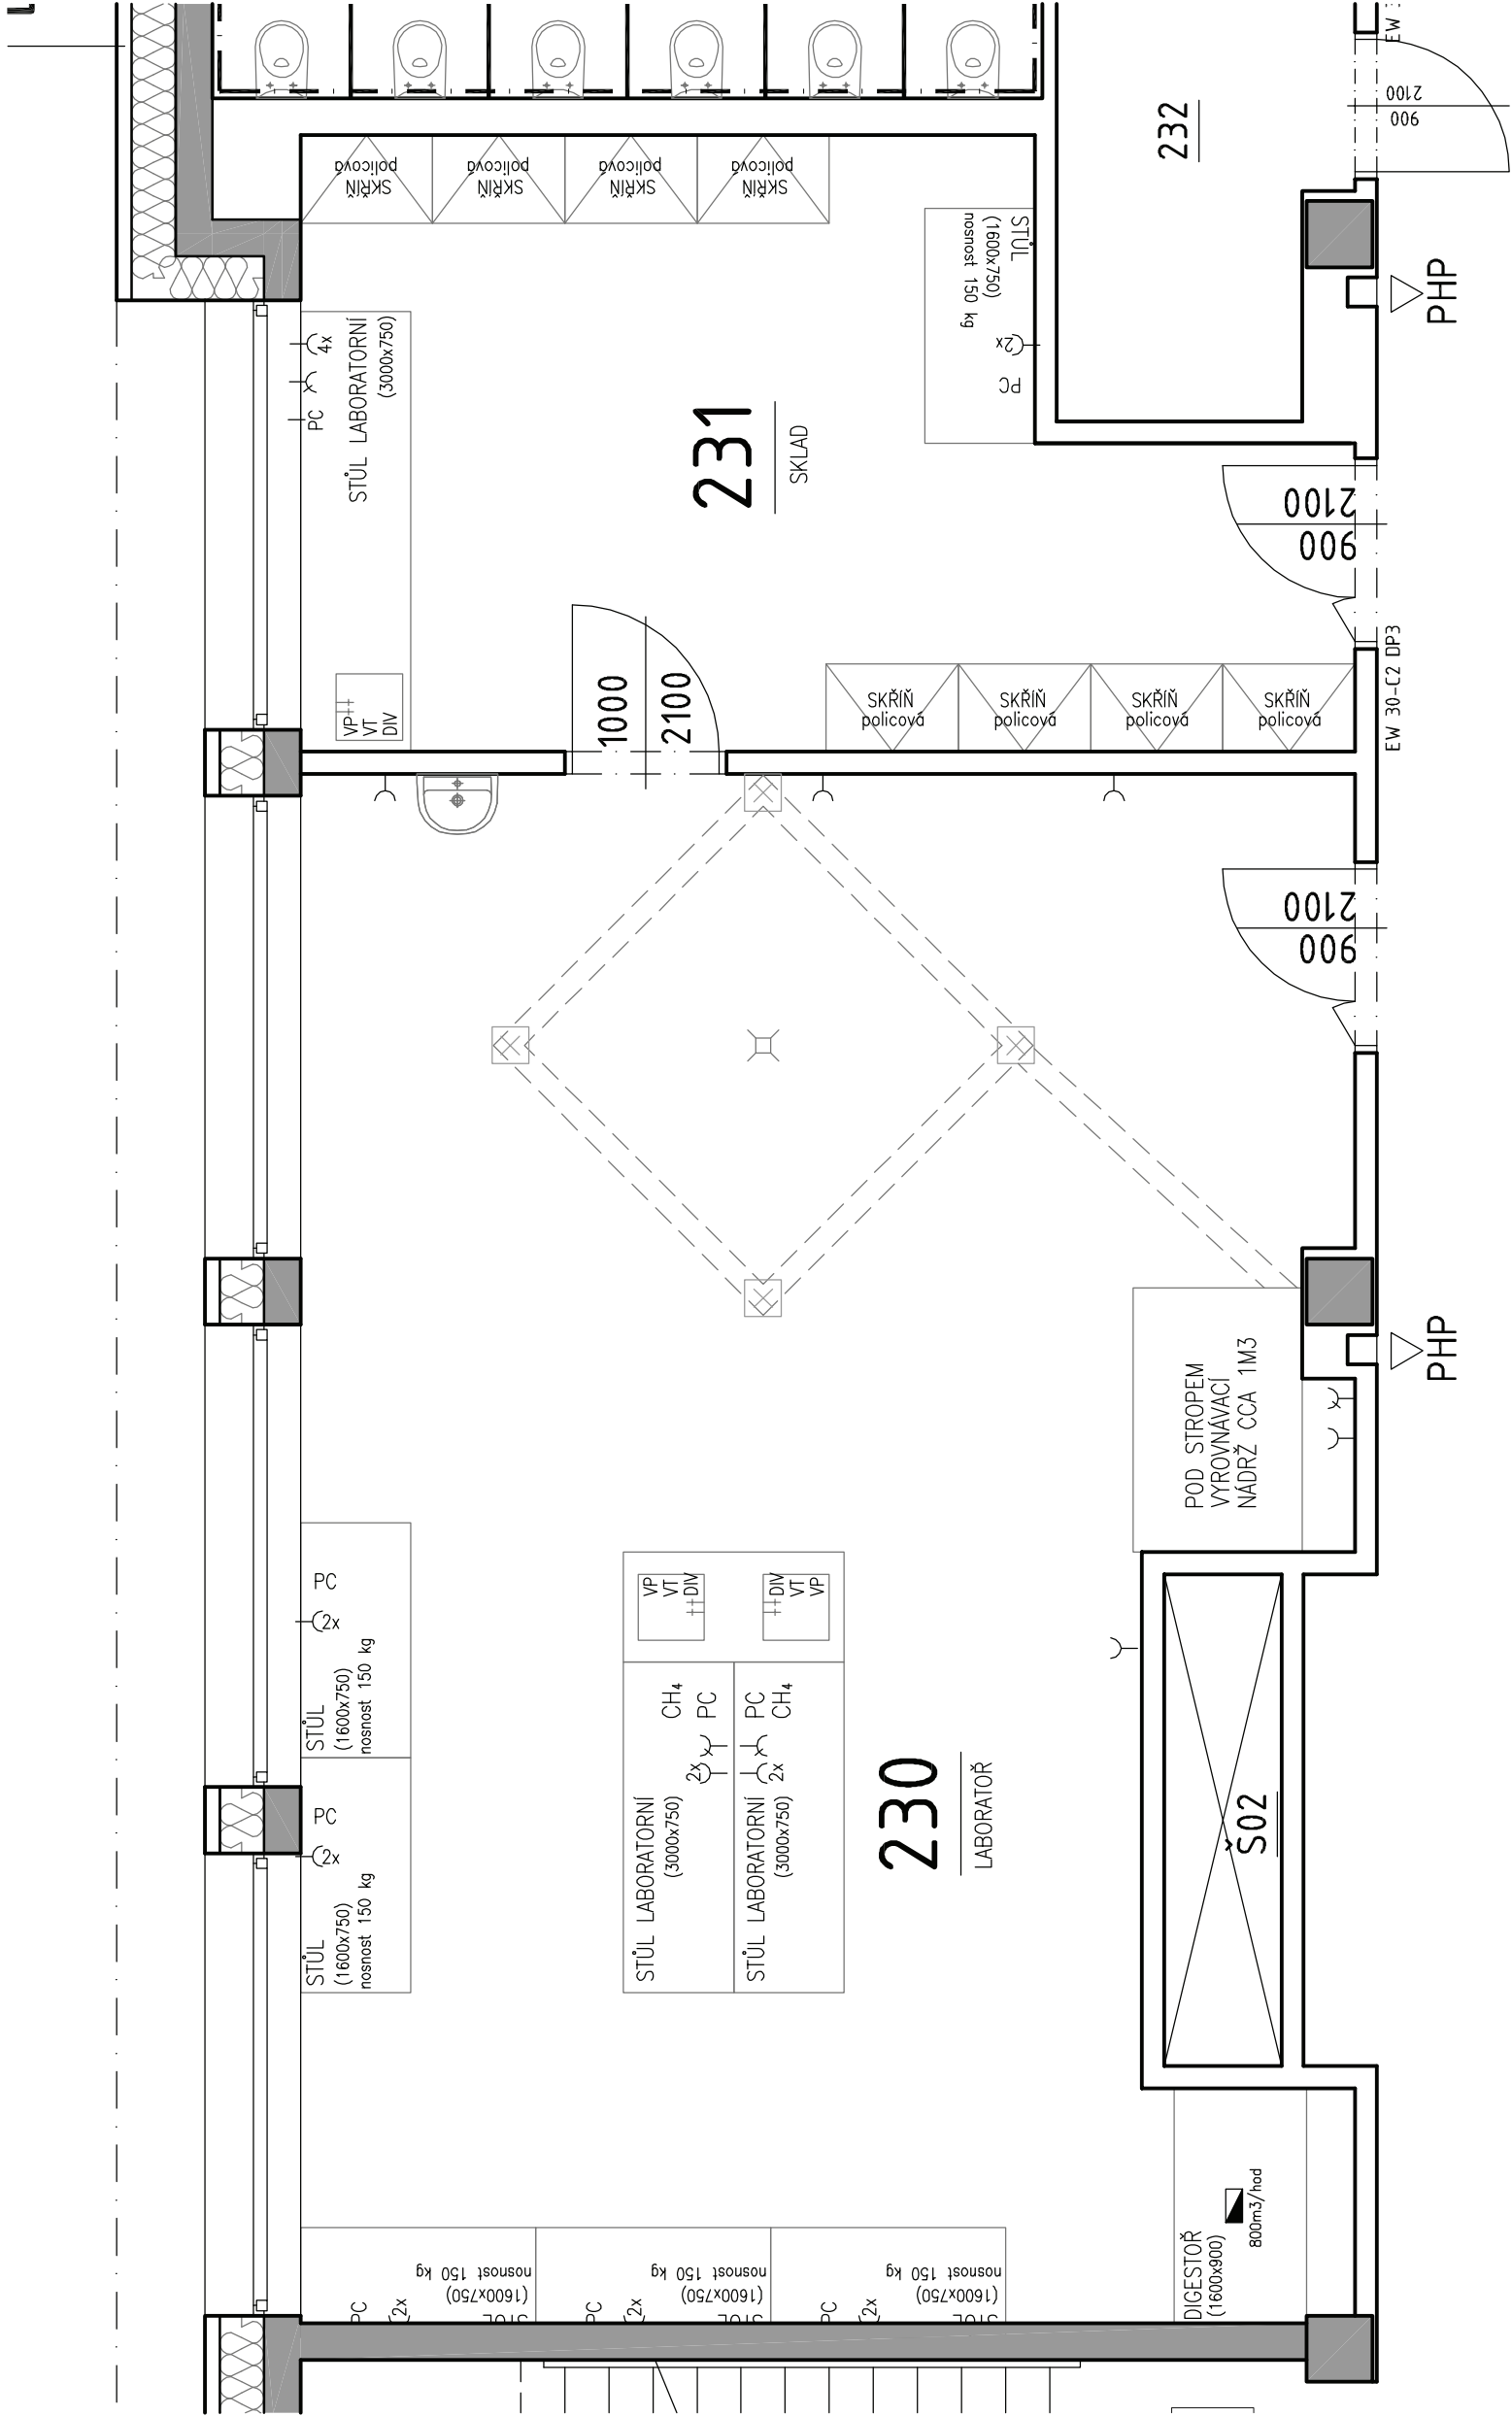 232
900
2100
EW
SKŘÍŇ
policová
SKŘÍŇ
policová
SKŘÍŇ
policová
SKŘÍŇ
policová
STŮL
(1600x750)
nosnost 150 kg
2x
PC
PHP
4x
PC
STŮL LABORATORNÍ
(3000x750)
VP
VT
DIV
231
SKLAD
900
2100
EW 30-C2 DP3
1000
2100
SKŘÍŇ
policová
SKŘÍŇ
policová
SKŘÍŇ
policová
SKŘÍŇ
policová
900
2100
PHP
POD STROPEM
VYROVNÁVACÍ
NÁDRŽ CCA 1M3
PC
2x
STŮL
(1600x750)
nosnost 150 kg
PC
2x
STŮL
(1600x750)
nosnost 150 kg
VP
VT
DIV
DIV
VT
VP
CH₄
PC
2x
STŮL LABORATORNÍ
(3000x750)
PC
CH₄
2x
STŮL LABORATORNÍ
(3000x750)
230
LABORATOŘ
Š02
DIGESTOŘ
(1600x900)
800m3/hod
nosnost 150 kg
(1600x750)
PC
2x
nosnost 150 kg
(1600x750)
PC
2x
nosnost 150 kg
(1600x750)
PC
2x